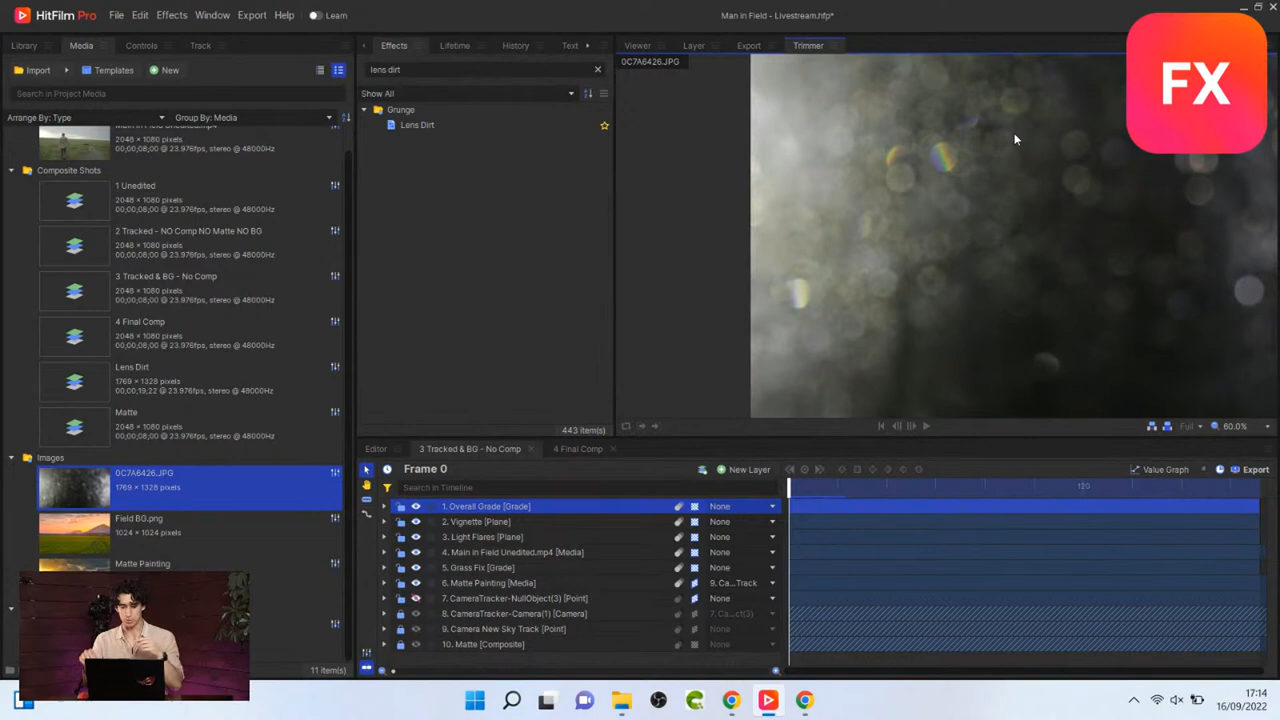 HitFilm Pro File Edit Effects Window Export Help Learn Man in Field - Livestream.hfp*
Library Media Controls Track
Import Templates New
Search in Project Media
Arrange By: Type Group By: Media
2048 × 1080 pixels
00;00;08;00 @ 23.976fps, 48000Hz
Composite Shots
1 Unedited
2048 × 1080 pixels
00;00;08;00 @ 23.976fps, stereo @ 48000Hz
2 Tracked - NO Comp NO Matte NO BG
2048 × 1080 pixels
00;00;08;00 @ 23.976fps, stereo @ 48000Hz
3 Tracked & BG - No Comp
2048 × 1080 pixels
00;00;08;00 @ 23.976fps, stereo @ 48000Hz
4 Final Comp
2048 × 1080 pixels
00;00;08;00 @ 23.976fps, stereo @ 48000Hz
Lens Dirt
1769 × 1328 pixels
00;00;19;22 @ 23.976fps, stereo @ 48000Hz
Matte
2048 × 1080 pixels
00;00;08;00 @ 23.976fps, stereo @ 48000Hz
Images
0C7A6426.JPG
1769 × 1328 pixels
Field BG.png
1024 × 1024 pixels
Matte Painting
11 item(s)
Effects Lifetime History Text
lens dirt
Show All
Grunge
Lens Dirt
443 item(s)
Viewer Layer Export Trimmer
0C7A6426.JPG
FX
Full 60.0%
Editor 3 Tracked & BG - No Comp 4 Final Comp
Frame 0 New Layer Value Graph Export
Search in Timeline 120
1. Overall Grade [Grade] None
2. Vignette [Plane] None
3. Light Flares [Plane] None
4. Main in Field Unedited.mp4 [Media] None
5. Grass Fix [Grade] None
6. Matte Painting [Media] 9. Ca...Track
7. CameraTracker-NullObject(3) [Point] None
8. CameraTracker-Camera(1) [Camera] 7. Ca...ct(3)
9. Camera New Sky Track [Point] None
10. Matte [Composite] None
17:14
16/09/2022